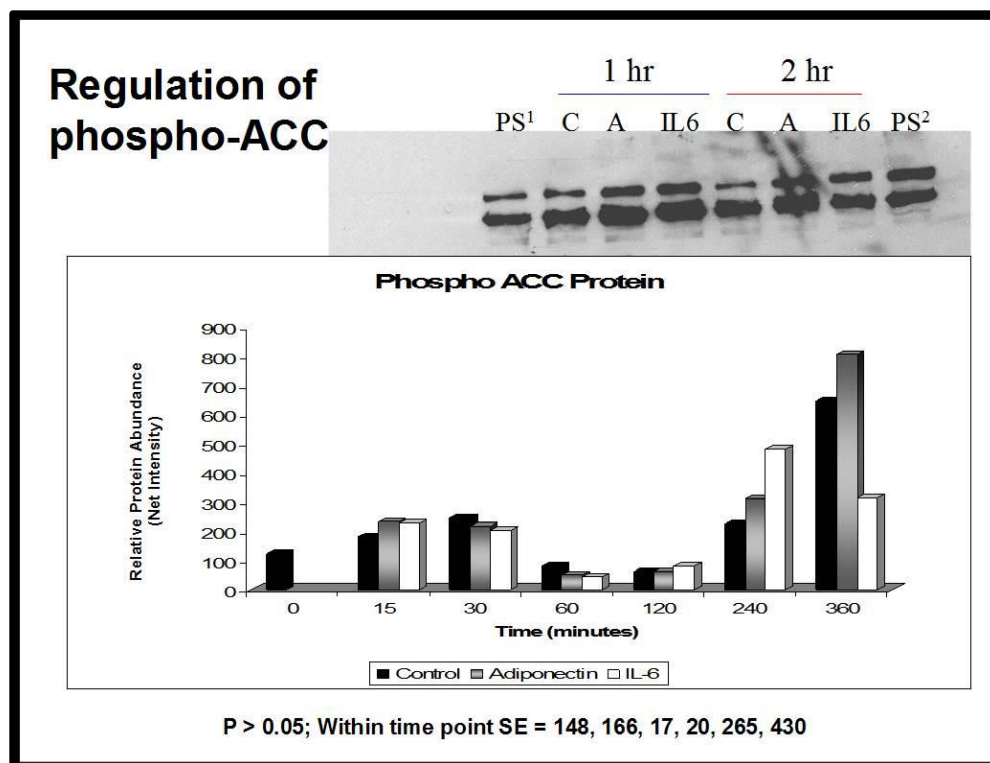 Regulation of
phospho-ACC
1 hr 2 hr
PS¹ C A IL6 C A IL6 PS²
Phospho ACC Protein
Relative Protein Abundance
(Net Intensity)
900
800
700
600
500
400
300
200
100
0
0 15 30 60 120 240 360
Time (minutes)
Control Adiponectin IL-6
P > 0.05; Within time point SE = 148, 166, 17, 20, 265, 430